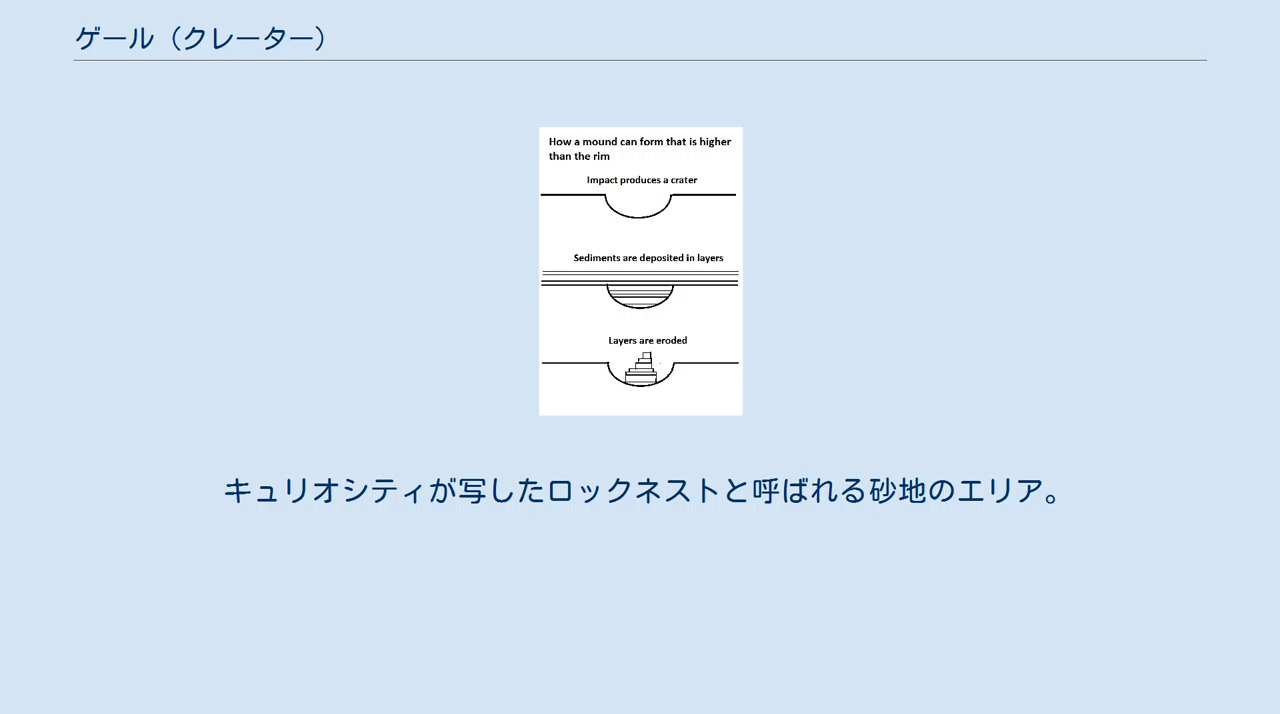 ゲール（クレーター）
How a mound can form that is higher
than the rim
Impact produces a crater
Sediments are deposited in layers
Layers are eroded
キュリオシティが写したロックネストと呼ばれる砂地のエリア。